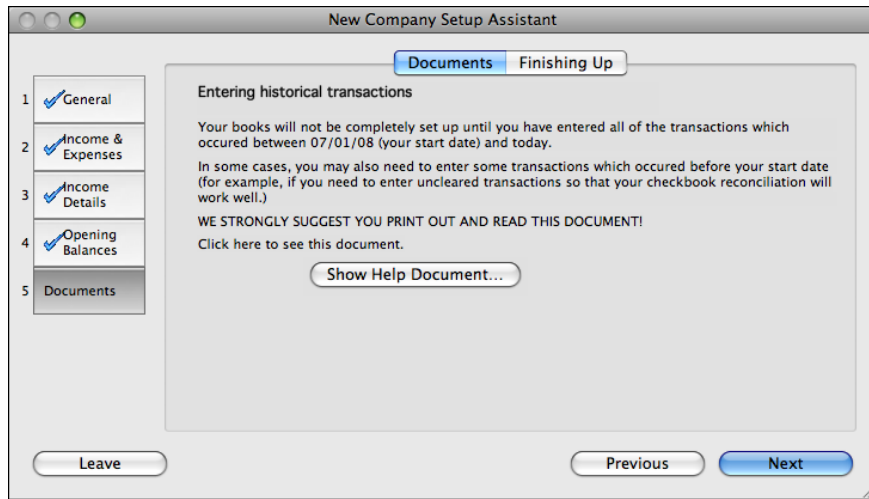 New Company Setup Assistant
Documents Finishing Up
1 General
2 Income &
Expenses
3 Income
Details
4 Opening
Balances
5 Documents
Entering historical transactions
Your books will not be completely set up until you have entered all of the transactions which
occured between 07/01/08 (your start date) and today.
In some cases, you may also need to enter some transactions which occured before your start date
(for example, if you need to enter uncleared transactions so that your checkbook reconciliation will
work well.)
WE STRONGLY SUGGEST YOU PRINT OUT AND READ THIS DOCUMENT!
Click here to see this document.
Show Help Document...
Leave Previous Next